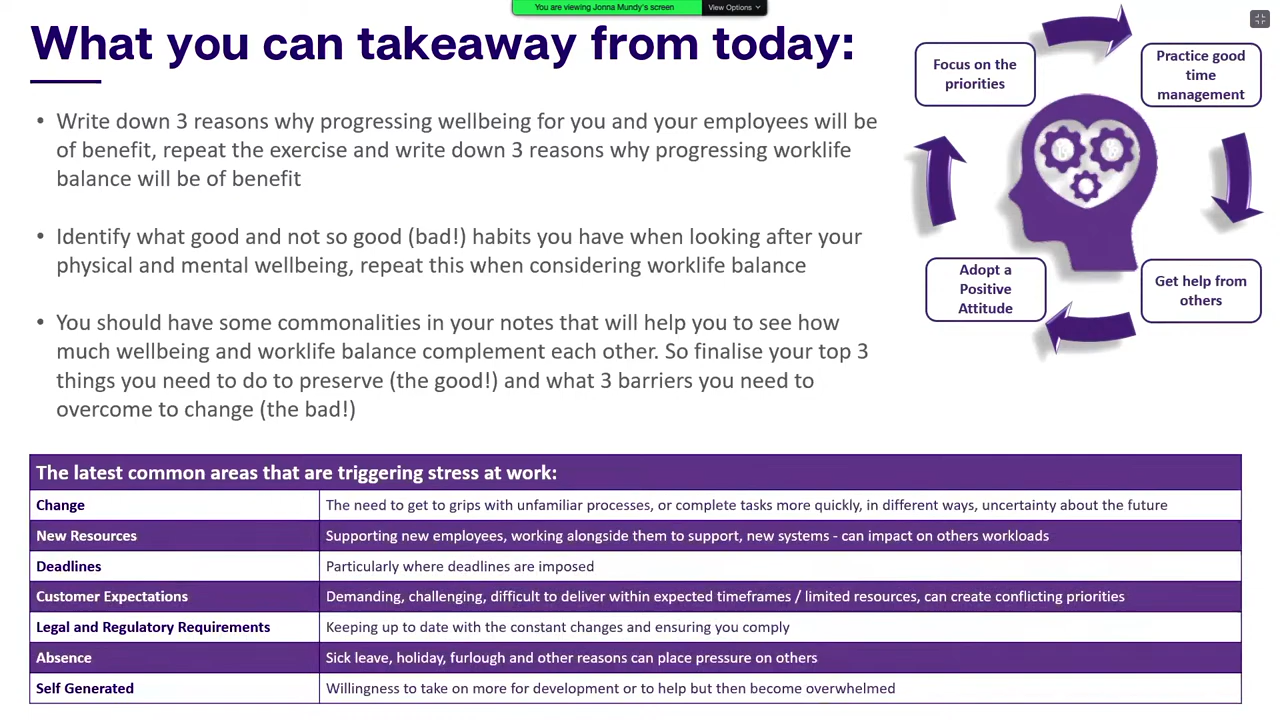 You are viewing Jonna Mundy's screen
View Options
What you can takeaway from today:
• Write down 3 reasons why progressing wellbeing for you and your employees will be
of benefit, repeat the exercise and write down 3 reasons why progressing worklife
balance will be of benefit
• Identify what good and not so good (bad!) habits you have when looking after your
physical and mental wellbeing, repeat this when considering worklife balance
• You should have some commonalities in your notes that will help you to see how
much wellbeing and worklife balance complement each other. So finalise your top 3
things you need to do to preserve (the good!) and what 3 barriers you need to
overcome to change (the bad!)
Focus on the
priorities
Practice good
time
management
Get help from
others
Adopt a
Positive
Attitude
The latest common areas that are triggering stress at work:
Change The need to get to grips with unfamiliar processes, or complete tasks more quickly, in different ways, uncertainty about the future
New Resources Supporting new employees, working alongside them to support, new systems - can impact on others workloads
Deadlines Particularly where deadlines are imposed
Customer Expectations Demanding, challenging, difficult to deliver within expected timeframes / limited resources, can create conflicting priorities
Legal and Regulatory Requirements Keeping up to date with the constant changes and ensuring you comply
Absence Sick leave, holiday, furlough and other reasons can place pressure on others
Self Generated Willingness to take on more for development or to help but then become overwhelmed